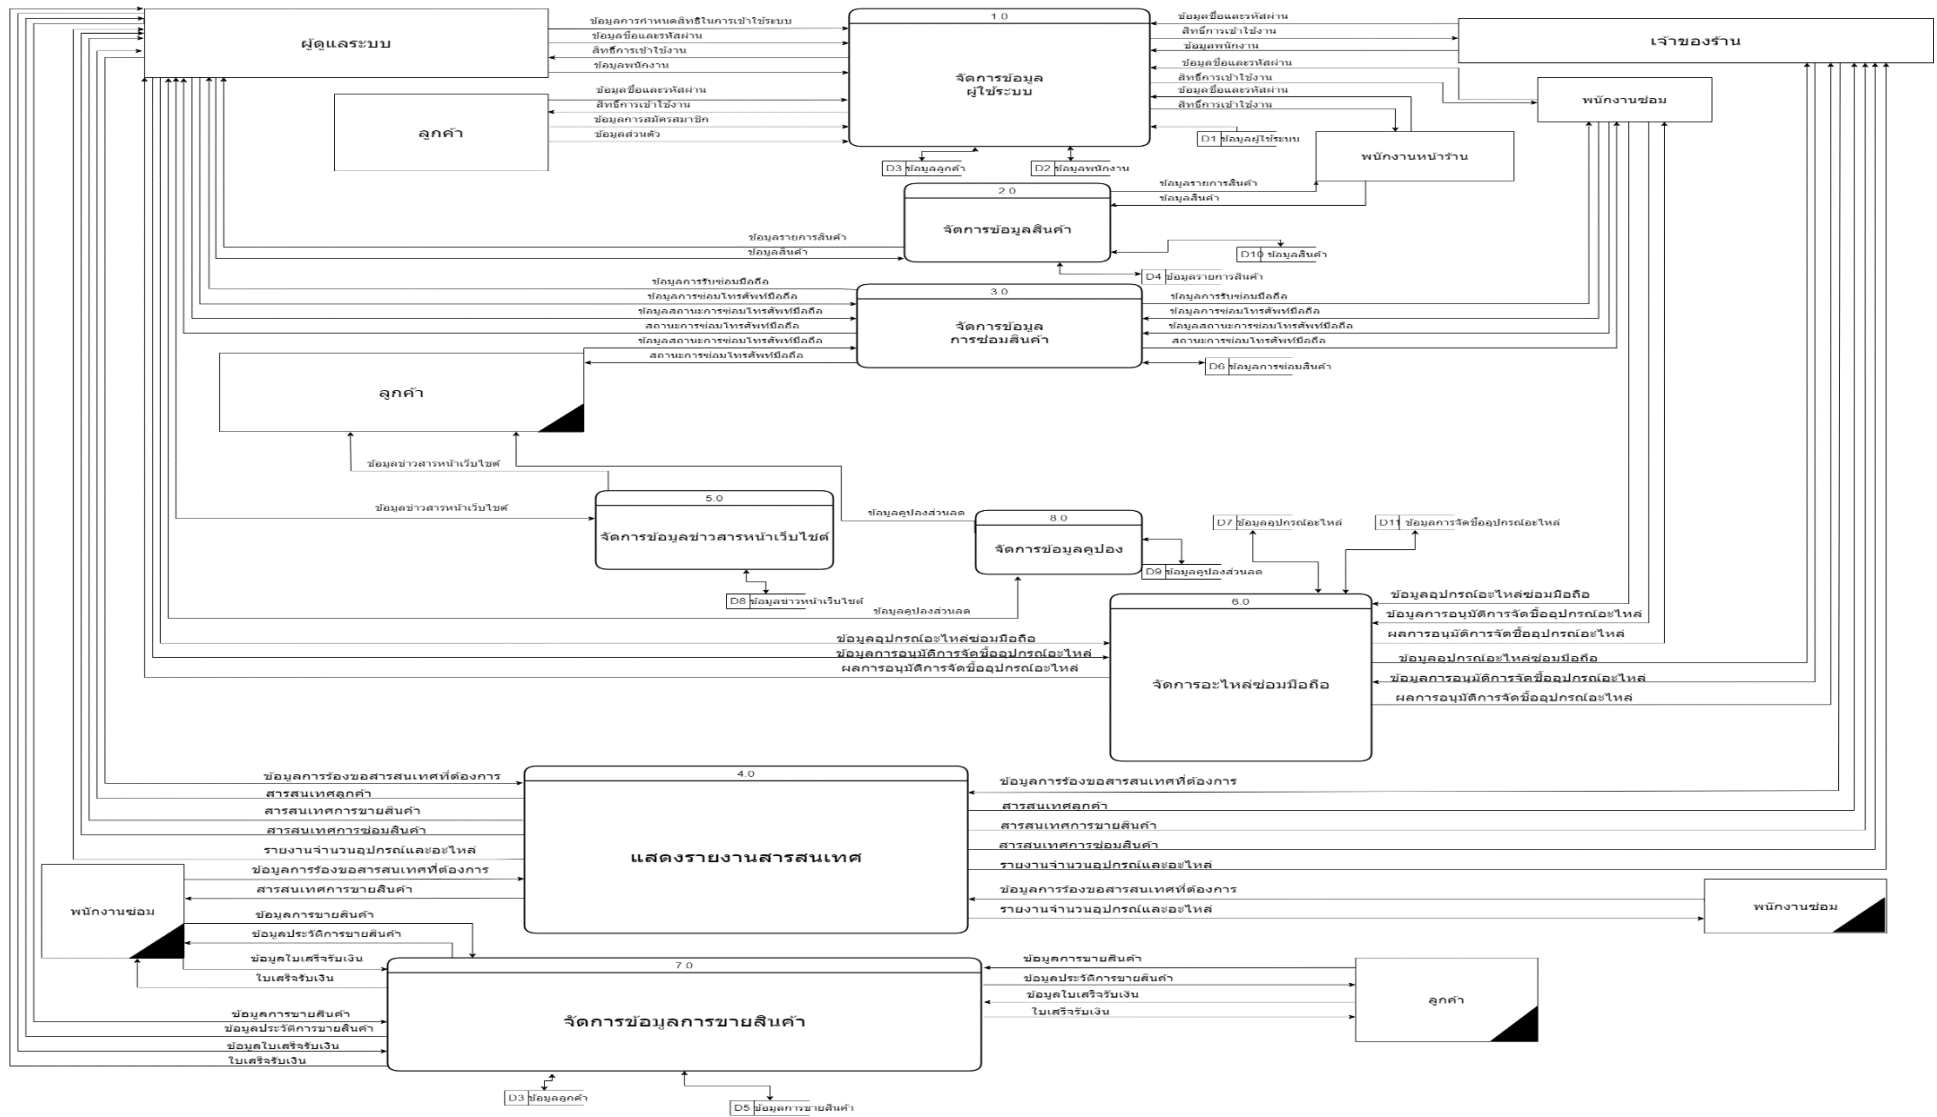 1.0
ข้อมูลการกำหนดสิทธิในการเข้าใช้ระบบ
ข้อมูลชื่อและรหัสผ่าน
ผู้ดูแลระบบ
ข้อมูลชื่อและรหัสผ่าน
สิทธิ์การเข้าใช้งาน
เจ้าของร้าน
สิทธิ์การเข้าใช้งาน
ข้อมูลพนักงาน
ข้อมูลพนักงาน
ข้อมูลชื่อและรหัสผ่าน
จัดการข้อมูล
ผู้ใช้ระบบ
สิทธิ์การเข้าใช้งาน
ข้อมูลชื่อและรหัสผ่าน
ข้อมูลชื่อและรหัสผ่าน
พนักงานซ่อม
สิทธิ์การเข้าใช้งาน
สิทธิ์การเข้าใช้งาน
ข้อมูลการสมัครสมาชิก
ลูกค้า
ข้อมูลส่วนตัว
D1 ข้อมูลผู้ใช้ระบบ
พนักงานหน้าร้าน
D3 ข้อมูลลูกค้า
D2 ข้อมูลพนักงาน
2.0
ข้อมูลรายการสินค้า
ข้อมูลสินค้า
จัดการข้อมูลสินค้า
ข้อมูลรายการสินค้า
ข้อมูลสินค้า
D10 ข้อมูลสินค้า
D4 ข้อมูลรายการสินค้า
3.0
ข้อมูลการรับซ่อมมือถือ
ข้อมูลการซ่อมโทรศัพท์มือถือ
ข้อมูลสถานะการซ่อมโทรศัพท์มือถือ
สถานะการซ่อมโทรศัพท์มือถือ
ข้อมูลสถานะการซ่อมโทรศัพท์มือถือ
สถานะการซ่อมโทรศัพท์มือถือ
จัดการข้อมูล
การซ่อมสินค้า
ข้อมูลการรับซ่อมมือถือ
ข้อมูลการซ่อมโทรศัพท์มือถือ
ข้อมูลสถานะการซ่อมโทรศัพท์มือถือ
สถานะการซ่อมโทรศัพท์มือถือ
D6 ข้อมูลการซ่อมสินค้า
ลูกค้า
ข้อมูลข่าวสารหน้าเว็บไซต์
5.0
ข้อมูลข่าวสารหน้าเว็บไซต์
จัดการข้อมูลข่าวสารหน้าเว็บไซต์
D8 ข้อมูลข่าวหน้าเว็บไซต์
ข้อมูลคูปองส่วนลด
8.0
จัดการข้อมูลคูปอง
D9 ข้อมูลคูปองส่วนลด
ข้อมูลคูปองส่วนลด
D7 ข้อมูลอุปกรณ์อะไหล่
D11 ข้อมูลการจัดซื้ออุปกรณ์อะไหล่
6.0
ข้อมูลอุปกรณ์อะไหล่ซ่อมมือถือ
ข้อมูลการอนุมัติการจัดซื้ออุปกรณ์อะไหล่
ผลการอนุมัติการจัดซื้ออุปกรณ์อะไหล่
จัดการอะไหล่ซ่อมมือถือ
ข้อมูลอุปกรณ์อะไหล่ซ่อมมือถือ
ข้อมูลการอนุมัติการจัดซื้ออุปกรณ์อะไหล่
ผลการอนุมัติการจัดซื้ออุปกรณ์อะไหล่
ข้อมูลอุปกรณ์อะไหล่ซ่อมมือถือ
ข้อมูลการอนุมัติการจัดซื้ออุปกรณ์อะไหล่
ผลการอนุมัติการจัดซื้ออุปกรณ์อะไหล่
4.0
ข้อมูลการร้องขอสารสนเทศที่ต้องการ
สารสนเทศลูกค้า
สารสนเทศการขายสินค้า
สารสนเทศการซ่อมสินค้า
รายงานจำนวนอุปกรณ์และอะไหล่
ข้อมูลการร้องขอสารสนเทศที่ต้องการ
สารสนเทศการขายสินค้า
แสดงรายงานสารสนเทศ
ข้อมูลการร้องขอสารสนเทศที่ต้องการ
สารสนเทศลูกค้า
สารสนเทศการขายสินค้า
สารสนเทศการซ่อมสินค้า
รายงานจำนวนอุปกรณ์และอะไหล่
ข้อมูลการร้องขอสารสนเทศที่ต้องการ
รายงานจำนวนอุปกรณ์และอะไหล่
พนักงานซ่อม
พนักงานซ่อม
ข้อมูลการขายสินค้า
ข้อมูลประวัติการขายสินค้า
ข้อมูลใบเสร็จรับเงิน
ใบเสร็จรับเงิน
7.0
จัดการข้อมูลการขายสินค้า
ข้อมูลการขายสินค้า
ข้อมูลประวัติการขายสินค้า
ข้อมูลใบเสร็จรับเงิน
ใบเสร็จรับเงิน
ลูกค้า
ข้อมูลการขายสินค้า
ข้อมูลประวัติการขายสินค้า
ข้อมูลใบเสร็จรับเงิน
ใบเสร็จรับเงิน
D3 ข้อมูลลูกค้า
D5 ข้อมูลการขายสินค้า